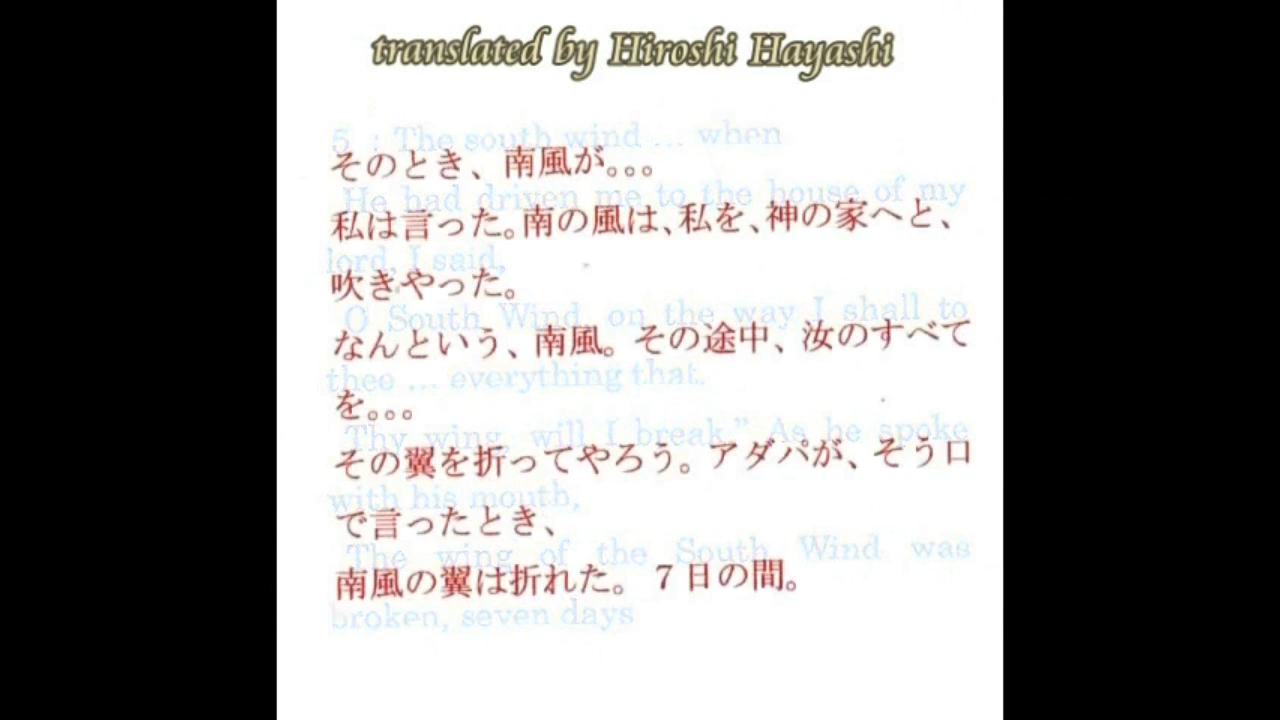 translated by Hiroshi Hayashi
5 : The south wind ... when
そのとき、南風が。。。
He had driven me to the house of my
私は言った。南の風は、私を、神の家へと、
lord, I said,
吹きやった。
O South Wind, on the way I shall to
なんという、南風。その途中、汝のすべて
thee ... everything that.
を。。。
Thy wing, will I break." As he spoke
その翼を折ってやろう。アダパが、そう口
with his mouth,
で言ったとき、
The wing of the South Wind was
南風の翼は折れた。７日の間。
broken, seven days